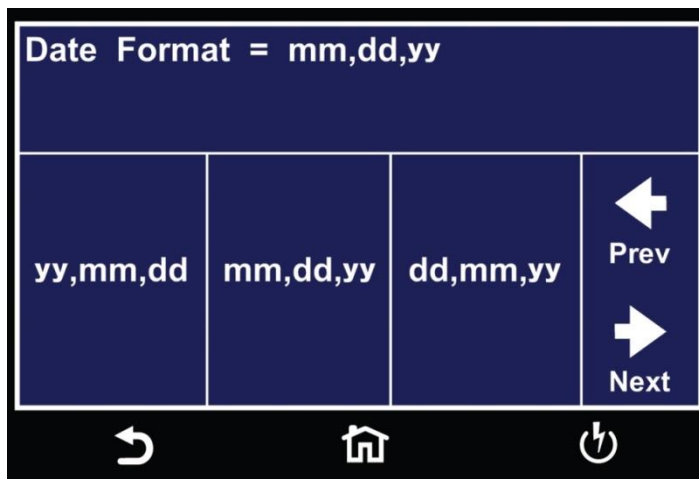 Date Format = mm,dd,yy
yy,mm,dd
mm,dd,yy
dd,mm,yy
Prev
Next